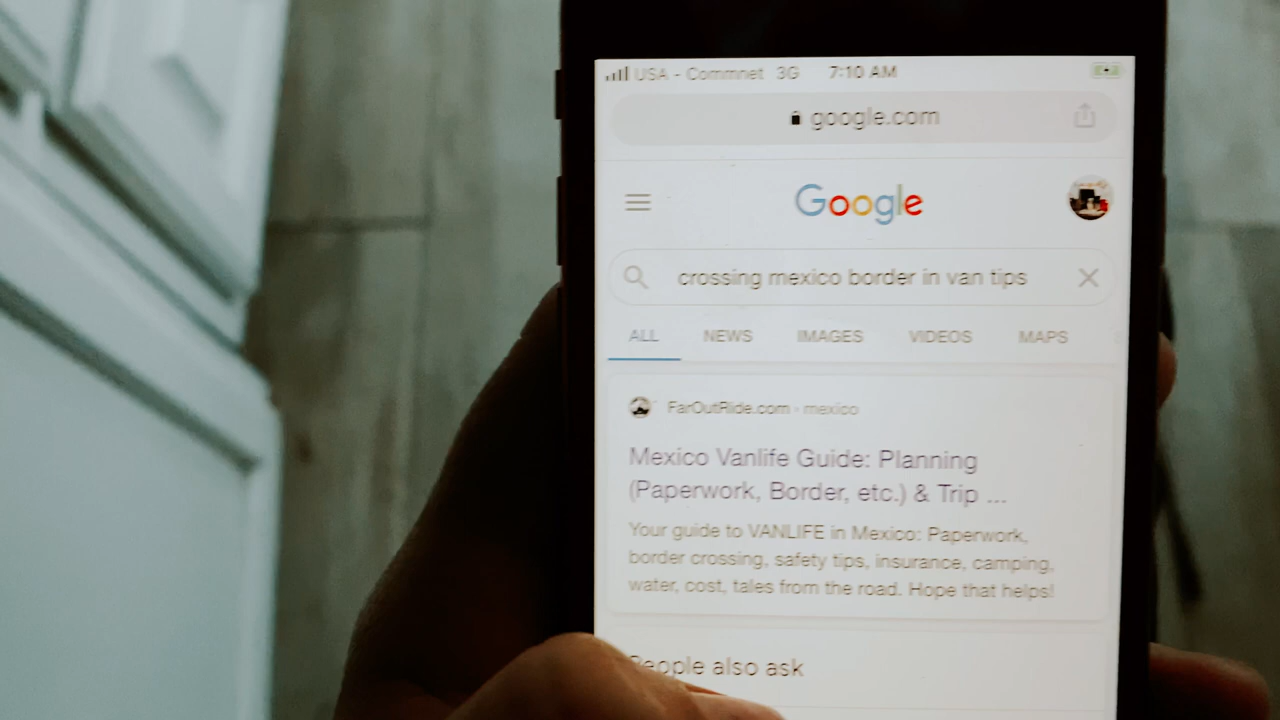 USA - Commnet 3G 7:10 AM
google.com
Google
crossing mexico border in van tips
ALL NEWS IMAGES VIDEOS MAPS
FarOutRide.com › mexico
Mexico Vanlife Guide: Planning
(Paperwork, Border, etc.) & Trip ...
Your guide to VANLIFE in Mexico: Paperwork,
border crossing, safety tips, insurance, camping,
water, cost, tales from the road. Hope that helps!
People also ask